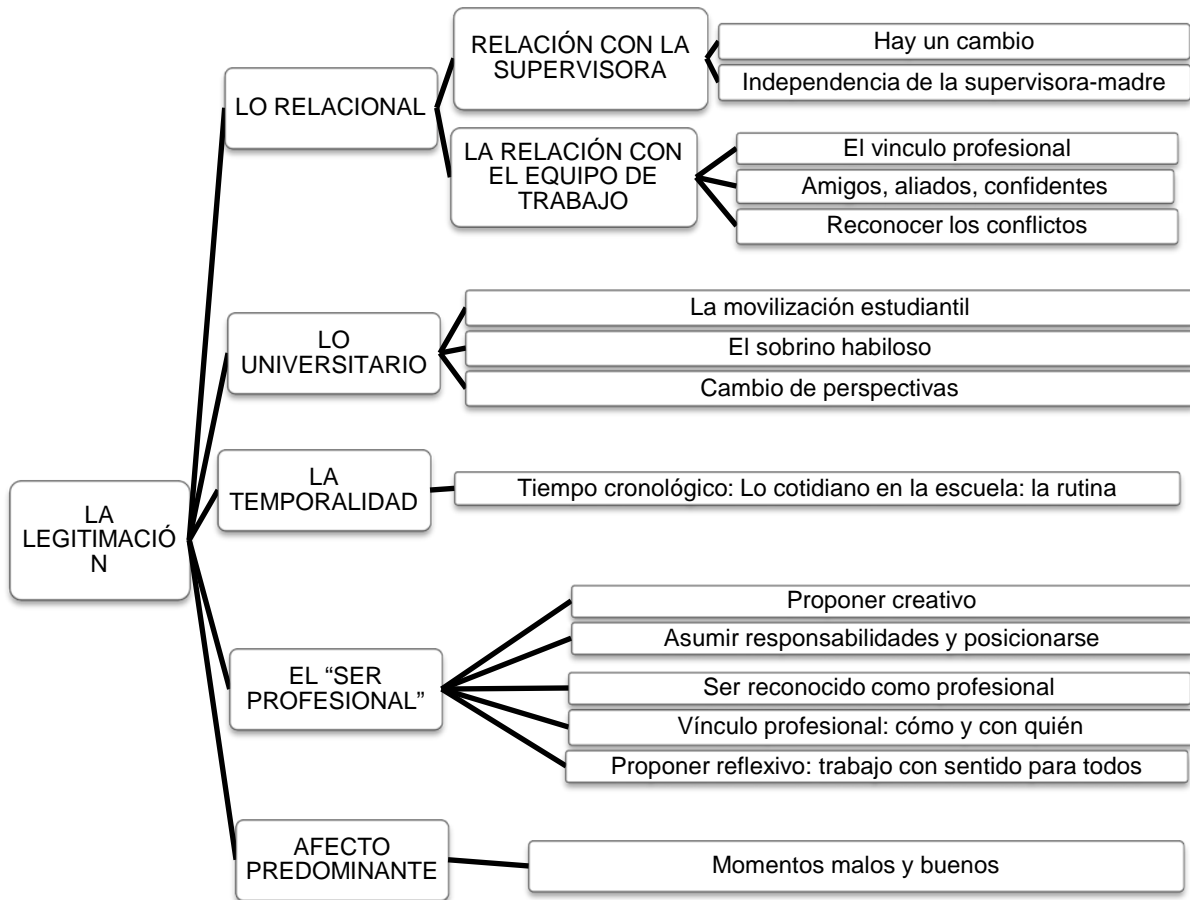 LA
LEGITIMACIÓ
N
LO RELACIONAL
RELACIÓN CON LA
SUPERVISORA
Hay un cambio
Independencia de la supervisora-madre
LA RELACIÓN CON
EL EQUIPO DE
TRABAJO
El vinculo profesional
Amigos, aliados, confidentes
Reconocer los conflictos
LO
UNIVERSITARIO
La movilización estudiantil
El sobrino habiloso
Cambio de perspectivas
LA
TEMPORALIDAD
Tiempo cronológico: Lo cotidiano en la escuela: la rutina
EL “SER
PROFESIONAL”
Proponer creativo
Asumir responsabilidades y posicionarse
Ser reconocido como profesional
Vínculo profesional: cómo y con quién
Proponer reflexivo: trabajo con sentido para todos
AFECTO
PREDOMINANTE
Momentos malos y buenos